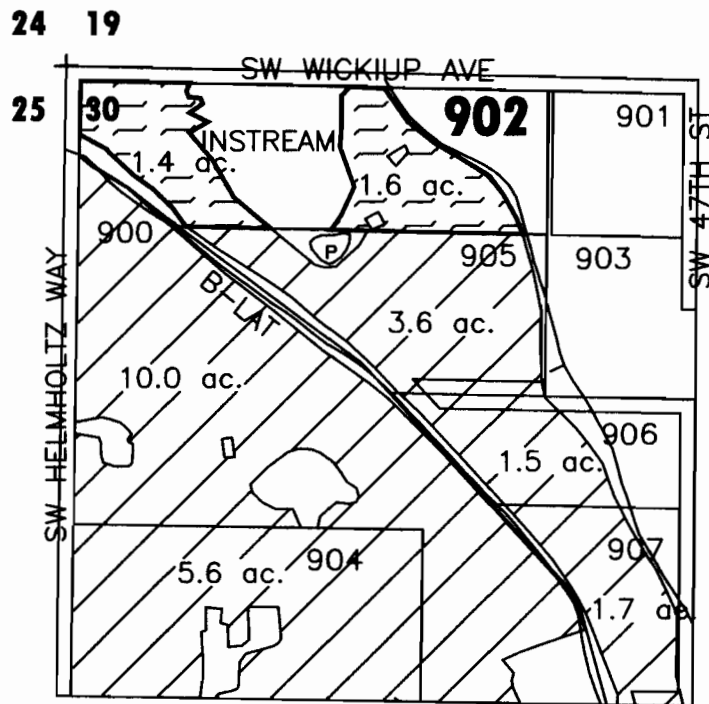 24 19
SW WICKIUP AVE
25 30
902
901
INSTREAM
1.4 ac.
1.6 ac.
SW 47TH ST
900
P
905
903
B-LAT
3.6 ac.
SW HELMHOLTZ WAY
10.0 ac.
906
1.5 ac.
907
904
5.6 ac.
1.7 ac.